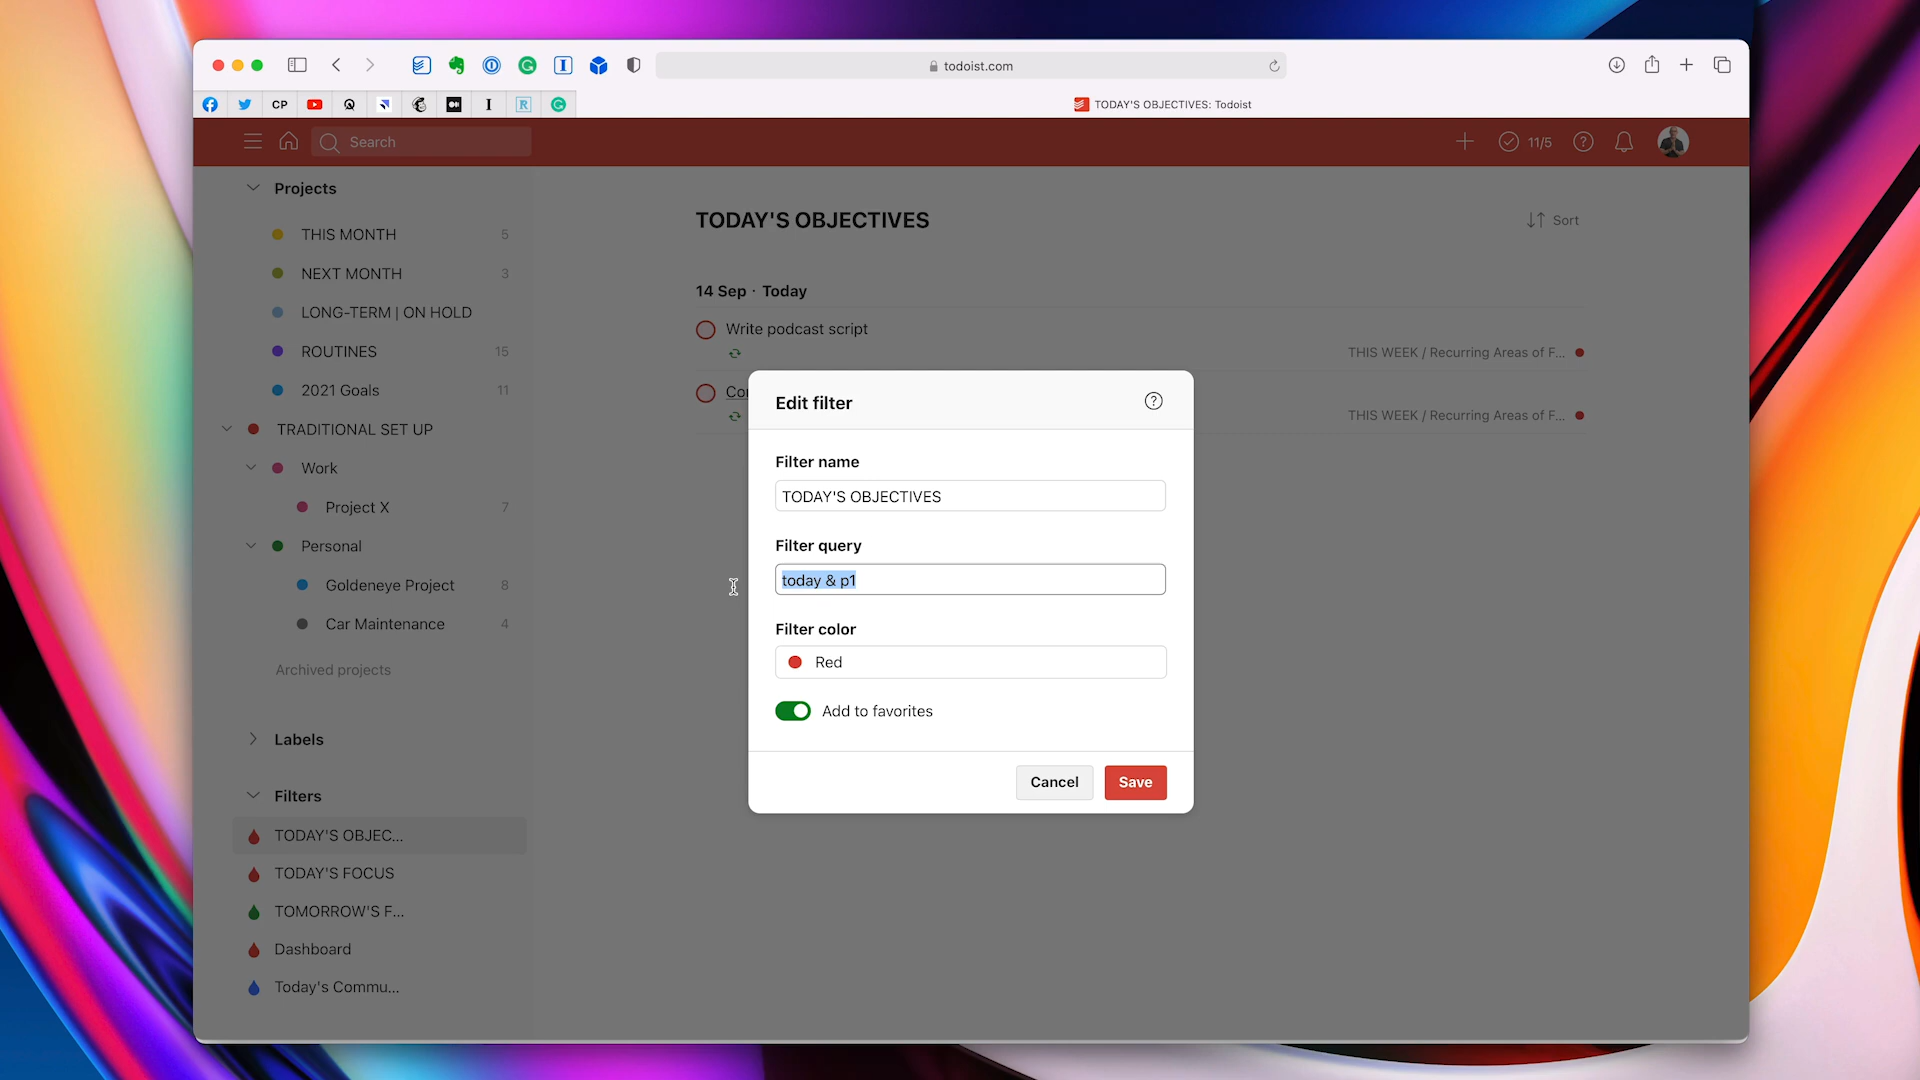 todoist.com
CP
I
R
TODAY'S OBJECTIVES: Todoist
Search
11/5
Projects
THIS MONTH 5
NEXT MONTH 3
LONG-TERM | ON HOLD
ROUTINES 15
2021 Goals 11
TRADITIONAL SET UP
Work
Project X 7
Personal
Goldeneye Project 8
Car Maintenance 4
Archived projects
Labels
Filters
TODAY'S OBJEC...
TODAY'S FOCUS
TOMORROW'S F...
Dashboard
Today's Commu...
TODAY'S OBJECTIVES
Sort
14 Sep · Today
Write podcast script
THIS WEEK / Recurring Areas of F...
THIS WEEK / Recurring Areas of F...
Edit filter
Filter name
TODAY'S OBJECTIVES
Filter query
today & p1
Filter color
Red
Add to favorites
Cancel
Save